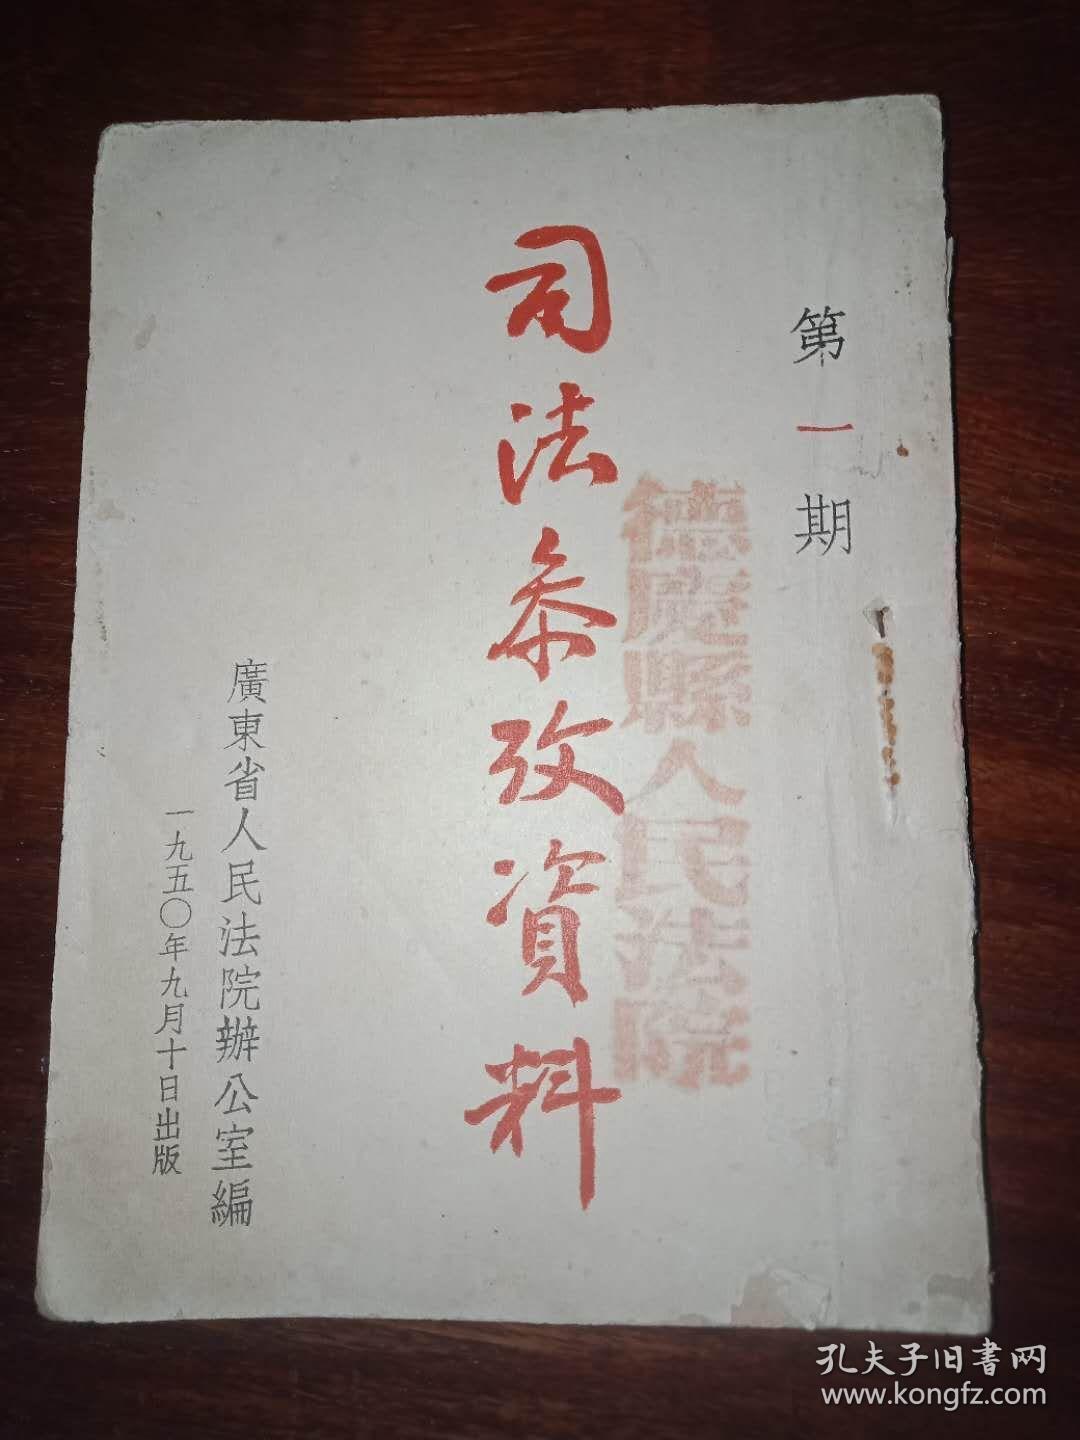 第一期
德慶縣人民法院
司法参攷資料
廣東省人民法院辦公室編
一九五〇年九月十日出版
孔夫子旧書网
www.kongfz.com